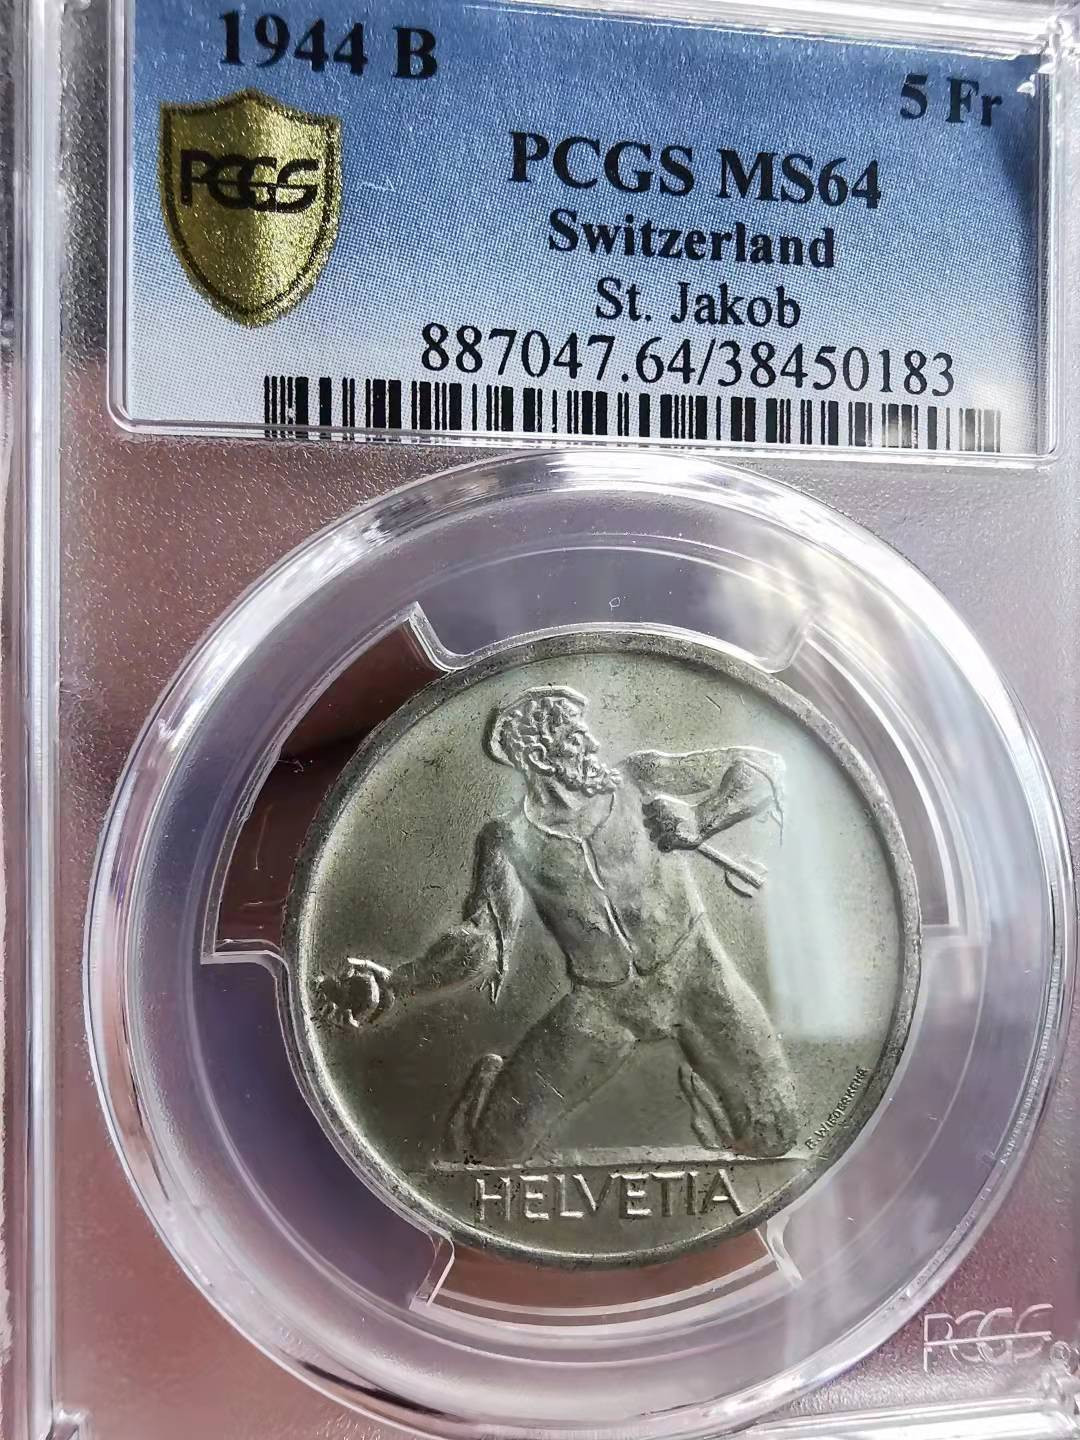 1944 B
5 Fr
PCGS
PCGS MS64
Switzerland
St. Jakob
887047.64/38450183
HELVETIA
PCGS